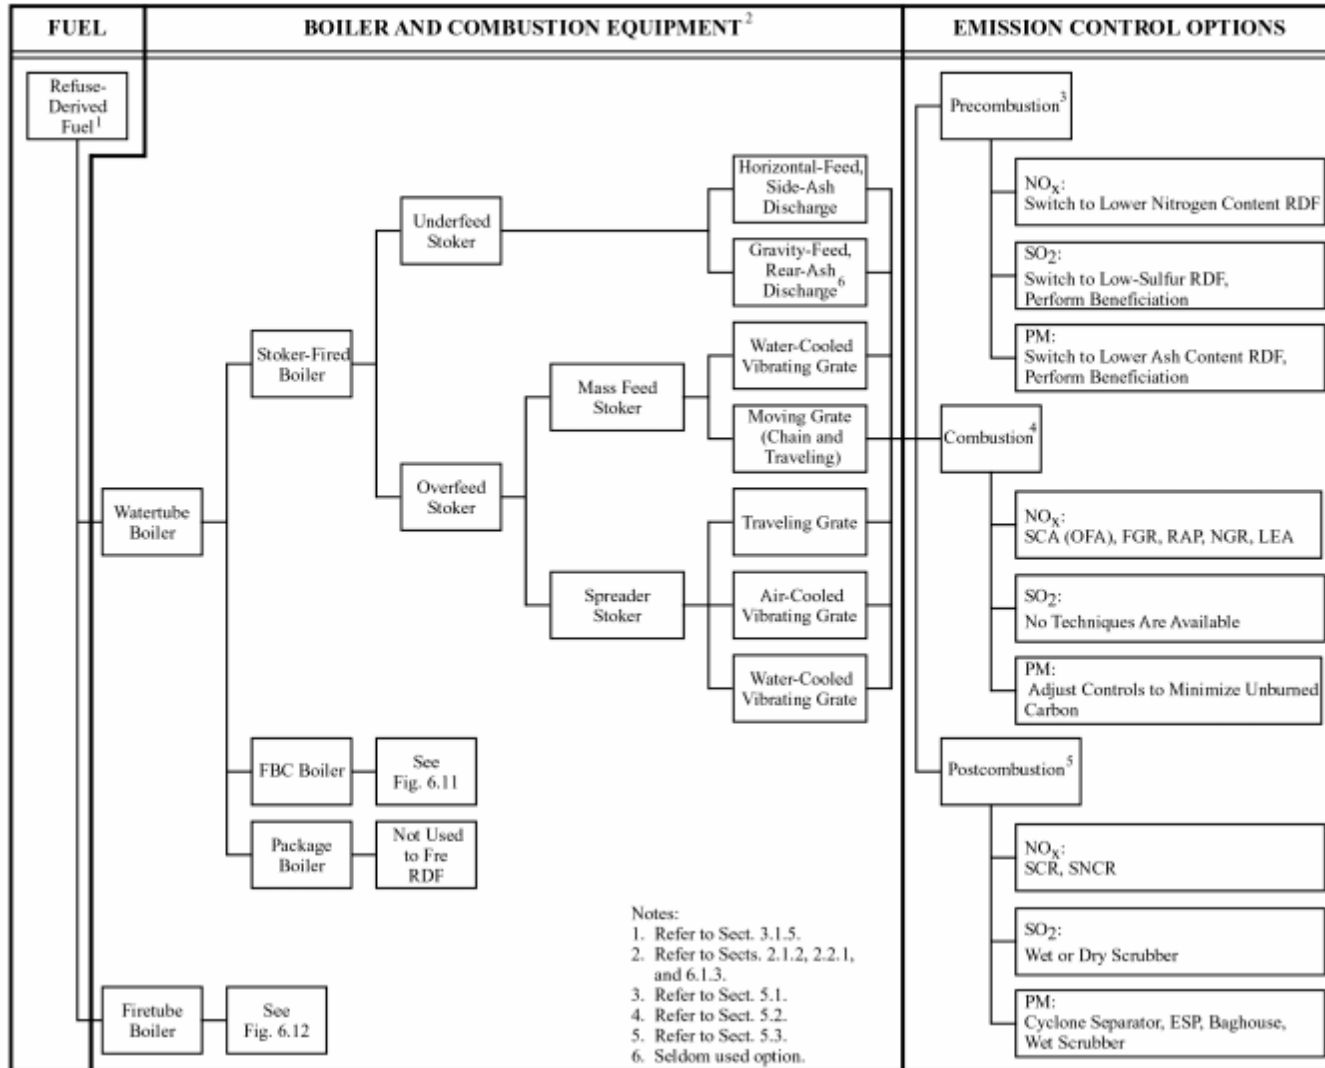 FUEL
BOILER AND COMBUSTION EQUIPMENT2
EMISSION CONTROL OPTIONS
Refuse-
Derived
Fuel1
Watertube
Boiler
Firetube
Boiler
See
Fig. 6.12
Stoker-Fired
Boiler
FBC Boiler
See
Fig. 6.11
Package
Boiler
Not Used
to Fre
RDF
Underfeed
Stoker
Overfeed
Stoker
Mass Feed
Stoker
Spreader
Stoker
Horizontal-Feed,
Side-Ash
Discharge
Gravity-Feed,
Rear-Ash
Discharge6
Water-Cooled
Vibrating Grate
Moving Grate
(Chain and
Traveling)
Traveling Grate
Air-Cooled
Vibrating Grate
Water-Cooled
Vibrating Grate
Notes:
1. Refer to Sect. 3.1.5.
2. Refer to Sects. 2.1.2, 2.2.1,
and 6.1.3.
3. Refer to Sect. 5.1.
4. Refer to Sect. 5.2.
5. Refer to Sect. 5.3.
6. Seldom used option.
Precombustion3
NOx:
Switch to Lower Nitrogen Content RDF
SO2:
Switch to Low-Sulfur RDF,
Perform Beneficiation
PM:
Switch to Lower Ash Content RDF,
Perform Beneficiation
Combustion4
NOx:
SCA (OFA), FGR, RAP, NGR, LEA
SO2:
No Techniques Are Available
PM:
Adjust Controls to Minimize Unburned
Carbon
Postcombustion5
NOx:
SCR, SNCR
SO2:
Wet or Dry Scrubber
PM:
Cyclone Separator, ESP, Baghouse,
Wet Scrubber